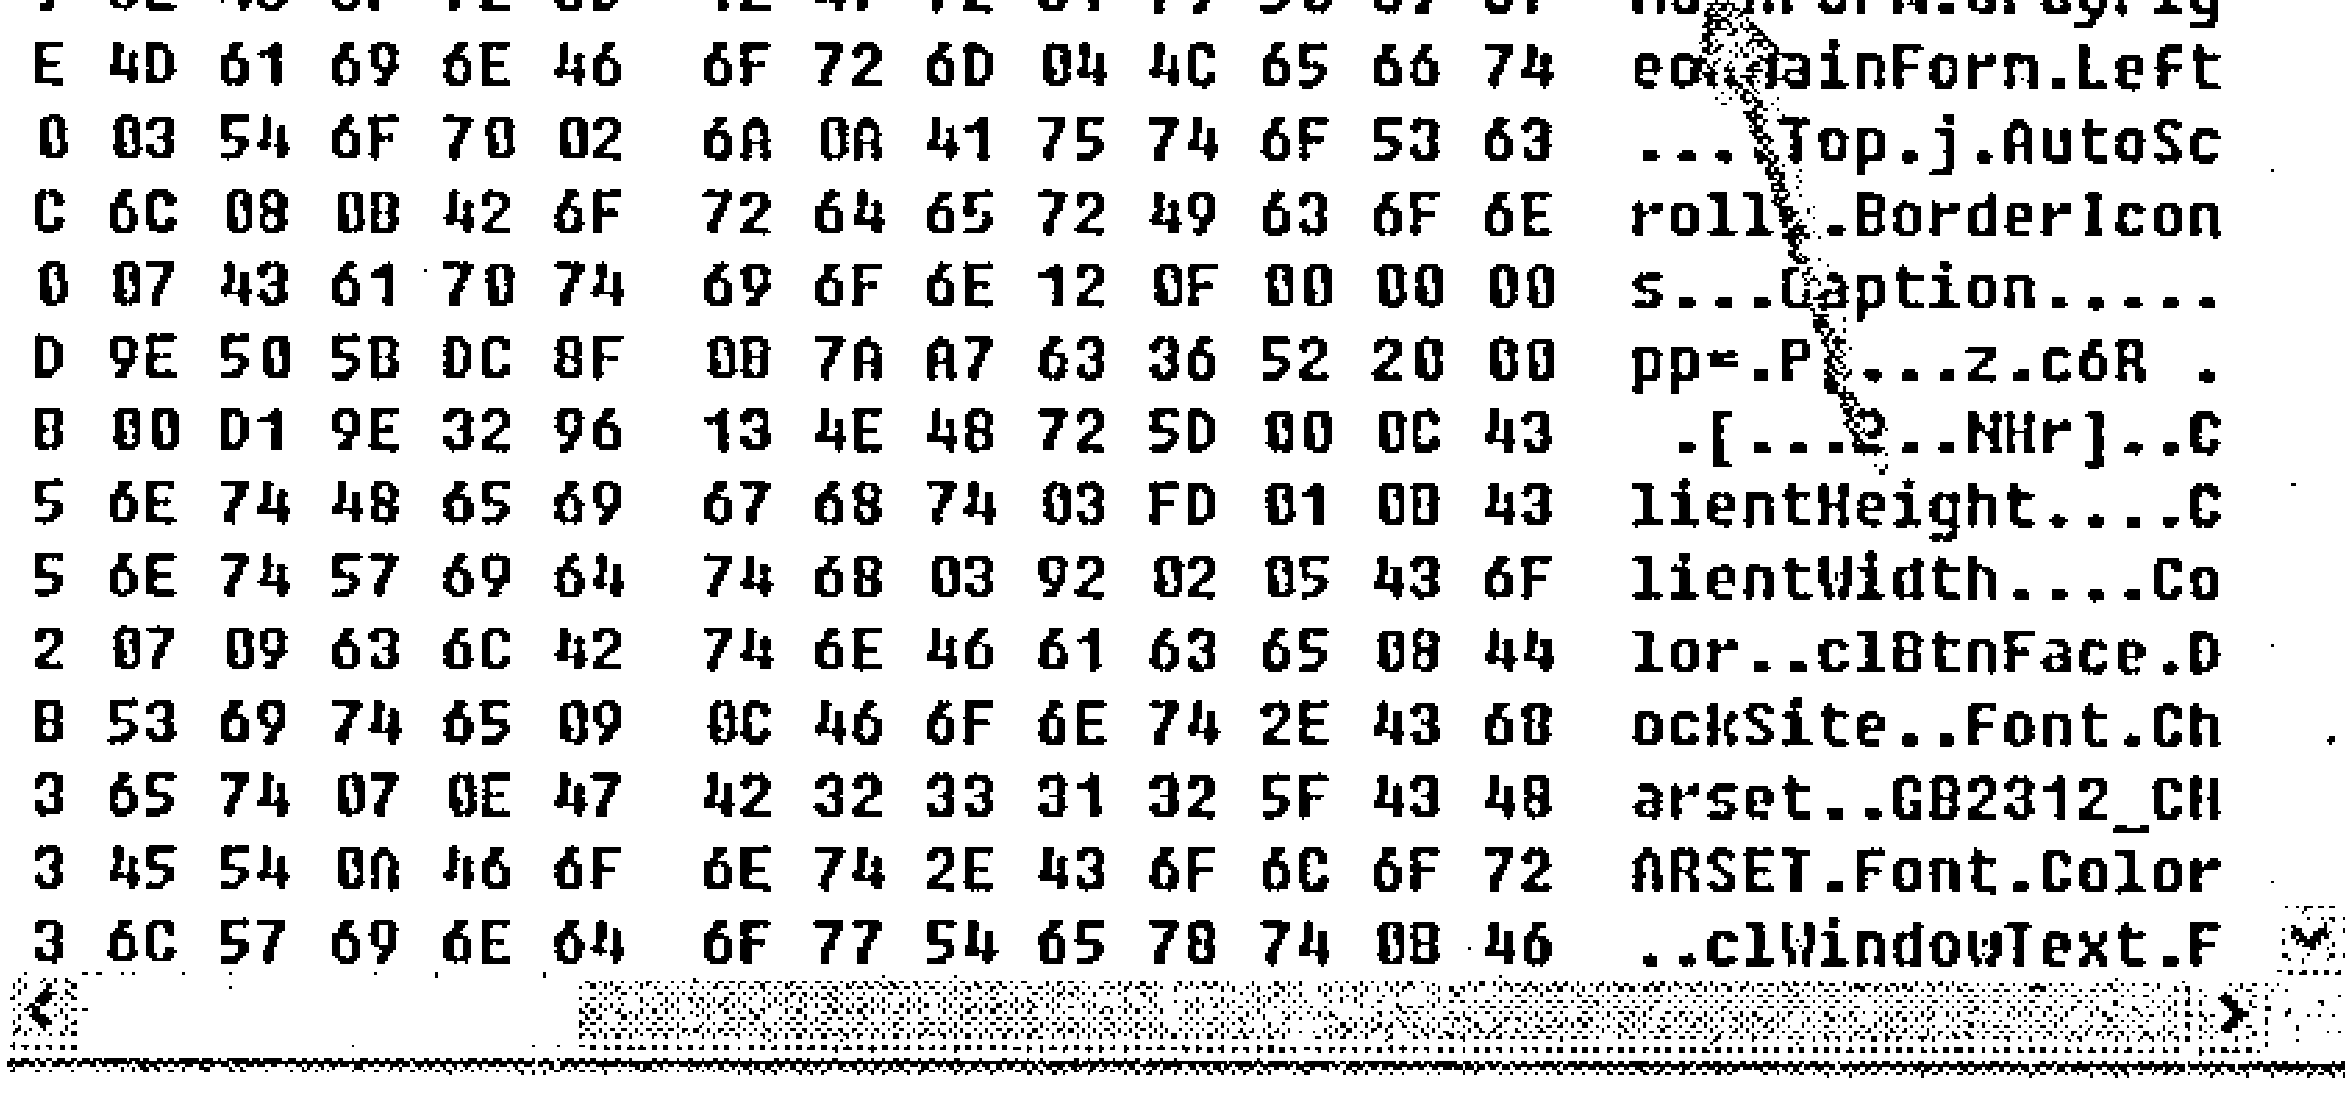 E 4D 61 69 6E 46 6F 72 6D 04 4C 65 66 74 ainForm.Left
0 03 54 6F 70 02 6A 0A 41 75 74 6F 53 63 ....Top.j.AutoSc
C 6C 08 0B 42 6F 72 64 65 72 49 63 6F 6E roll..BorderIcon
0 07 43 61 70 74 69 6F 6E 12 0F 00 00 00 s...Caption.....
D 9E 50 5B DC 8F 0B 7A A7 63 36 52 20 00 ...z.c6R .
B 00 D1 9E 32 96 13 4E 48 72 5D 00 0C 43 .[...2..NHr]..C
5 6E 74 48 65 69 67 68 74 03 FD 01 0B 43 lientHeight....C
5 6E 74 57 69 64 74 68 03 92 02 05 43 6F lientWidth....Co
2 07 09 63 6C 42 74 6E 46 61 63 65 08 44 lor..clBtnFace.D
B 53 69 74 65 09 0C 46 6F 6E 74 2E 43 68 ockSite..Font.Ch
3 65 74 07 0E 47 42 32 33 31 32 5F 43 48 arset..GB2312_CH
3 45 54 0A 46 6F 6E 74 2E 43 6F 6C 6F 72 ARSET.Font.Color
3 6C 57 69 6E 64 6F 77 54 65 78 74 0B 46 ..clWindowText.F